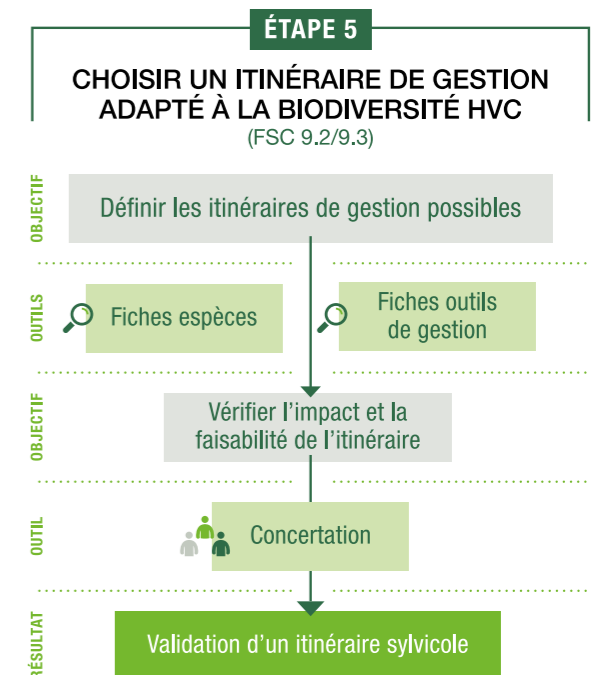 ÉTAPE 5
CHOISIR UN ITINÉRAIRE DE GESTION
ADAPTÉ À LA BIODIVERSITÉ HVC
(FSC 9.2/9.3)
OBJECTIF
Définir les itinéraires de gestion possibles
OUTILS
Fiches espèces
Fiches outils
de gestion
OBJECTIF
Vérifier l’impact et la
faisabilité de l’itinéraire
OUTIL
Concertation
RÉSULTAT
Validation d’un itinéraire sylvicole